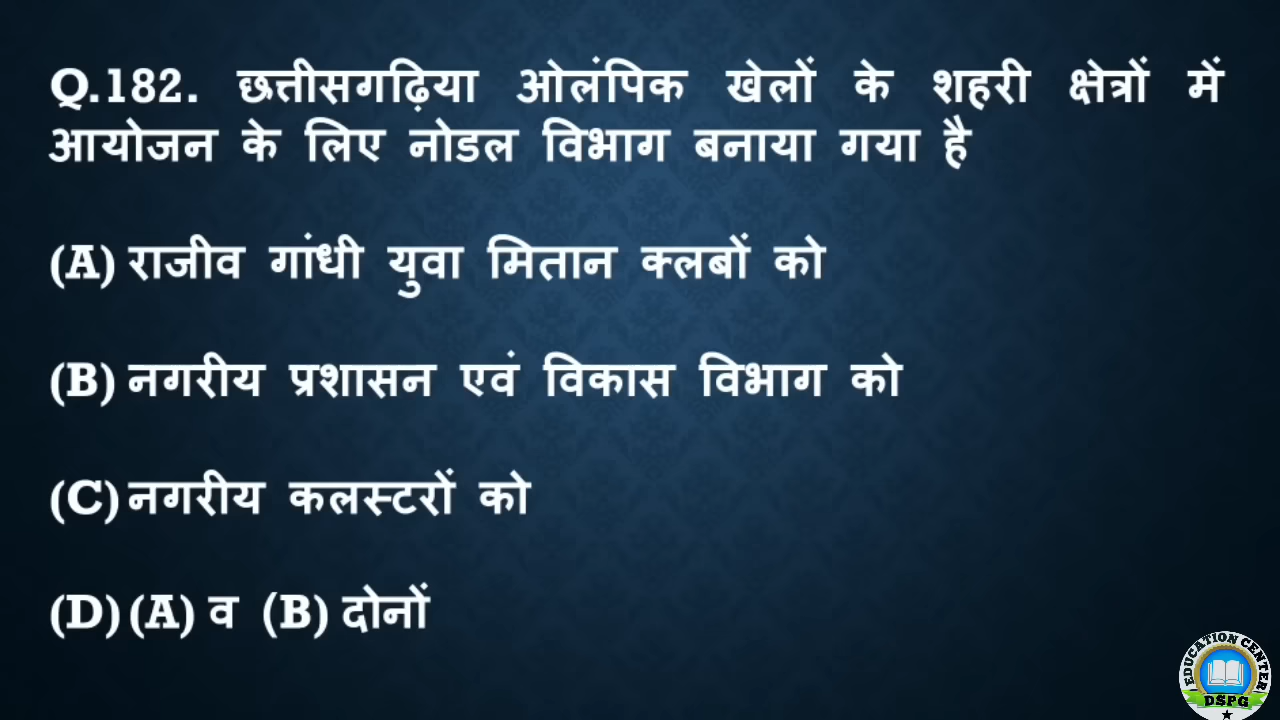 Q.182. छत्तीसगढ़िया ओलंपिक खेलों के शहरी क्षेत्रों में
आयोजन के लिए नोडल विभाग बनाया गया है
(A) राजीव गांधी युवा मितान क्लबों को
(B) नगरीय प्रशासन एवं विकास विभाग को
(C) नगरीय कलस्टरों को
(D) (A) व (B) दोनों
EDUCATION CENTER
DSPG